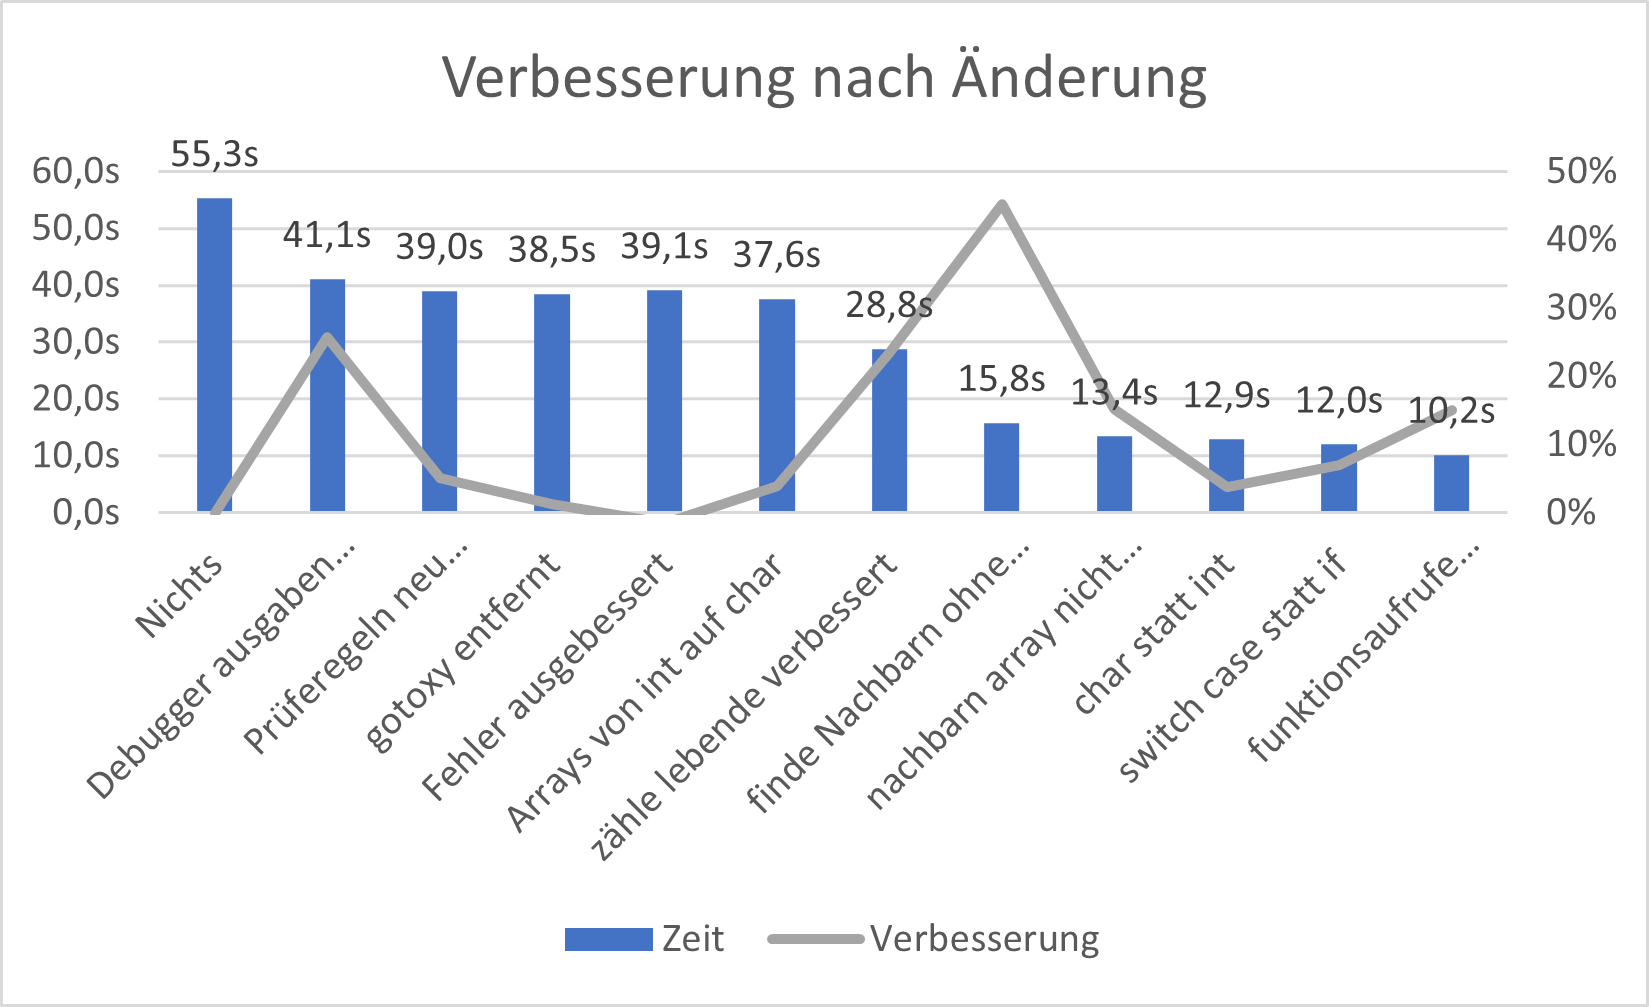 Verbesserung nach Änderung
60,0s
50,0s
40,0s
30,0s
20,0s
10,0s
0,0s
55,3s
41,1s
39,0s
38,5s
39,1s
37,6s
28,8s
15,8s
13,4s
12,9s
12,0s
10,2s
50%
40%
30%
20%
10%
0%
Nichts
Debugger ausgaben...
Prüferegeln neu...
gotoxy entfernt
Fehler ausgebessert
Arrays von int auf char
zähle lebende verbessert
finde Nachbarn ohne...
nachbarn array nicht...
char statt int
switch case statt if
funktionsaufrufe...
Zeit
Verbesserung